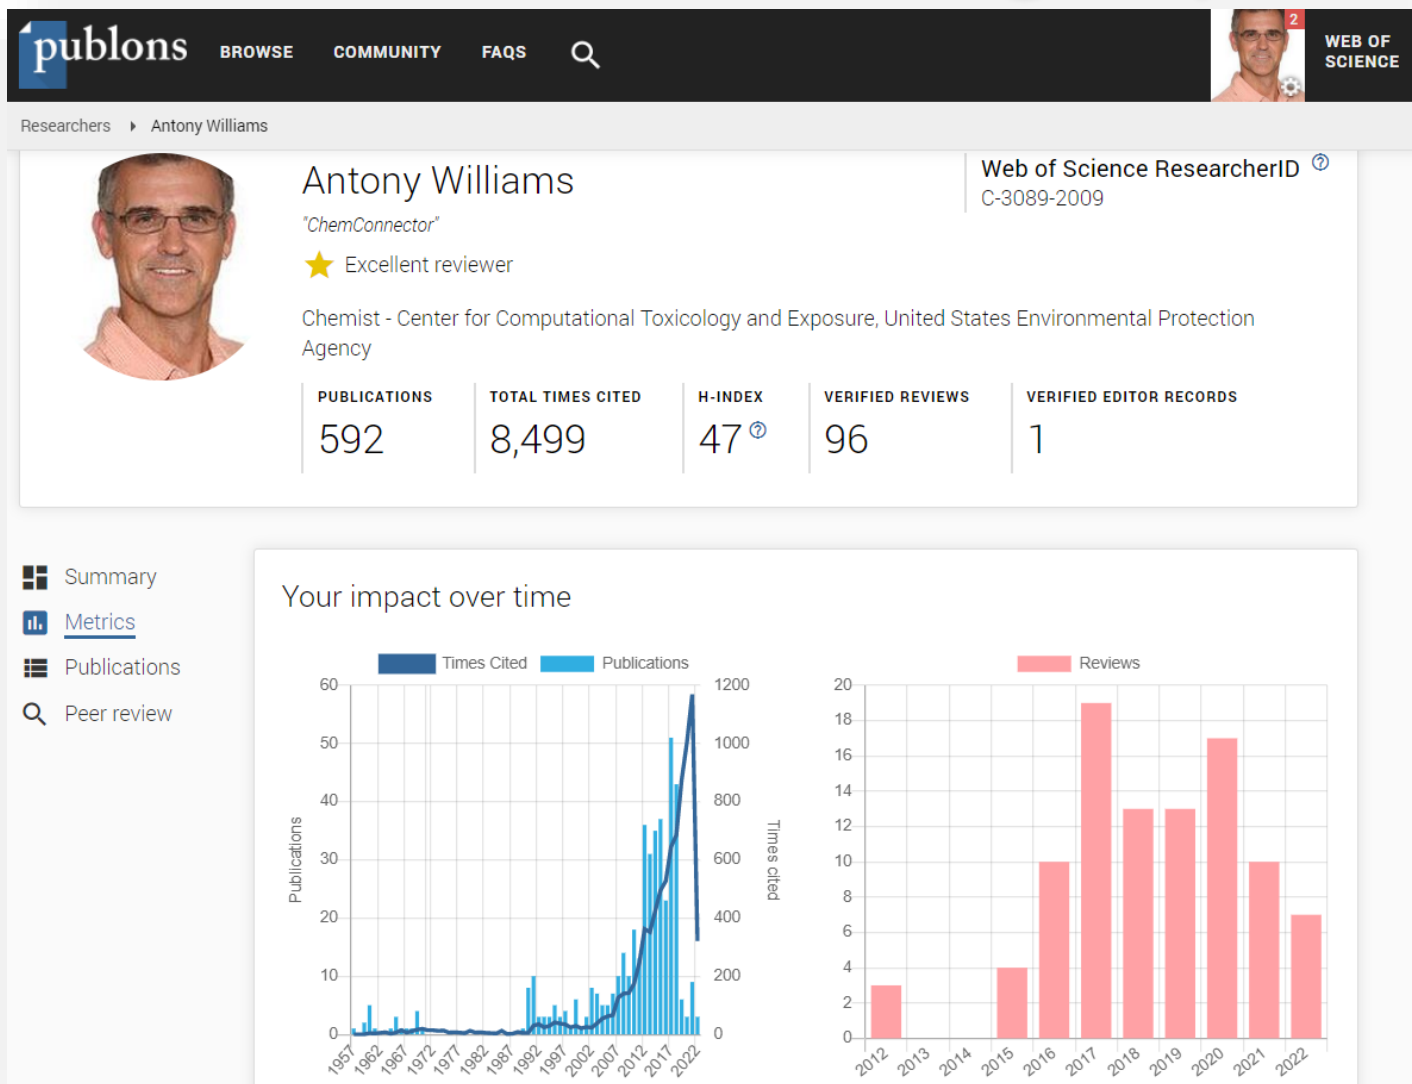 publons BROWSE COMMUNITY FAQS
2
WEB OF
SCIENCE
Researchers Antony Williams
Antony Williams
"ChemConnector"
Excellent reviewer
Web of Science ResearcherID ?
C-3089-2009
Chemist - Center for Computational Toxicology and Exposure, United States Environmental Protection
Agency
PUBLICATIONS TOTAL TIMES CITED H-INDEX VERIFIED REVIEWS VERIFIED EDITOR RECORDS
592 8,499 47 ? 96 1
Summary
Metrics
Publications
Peer review
Your impact over time
Times Cited Publications
60 1200
50 1000
40 800
30 600
20 400
10 200
0 0
Publications
Times cited
1957 1962 1967 1972 1977 1982 1987 1992 1997 2002 2007 2012 2017 2022
Reviews
20
18
16
14
12
10
8
6
4
2
0
2012 2013 2014 2015 2016 2017 2018 2019 2020 2021 2022